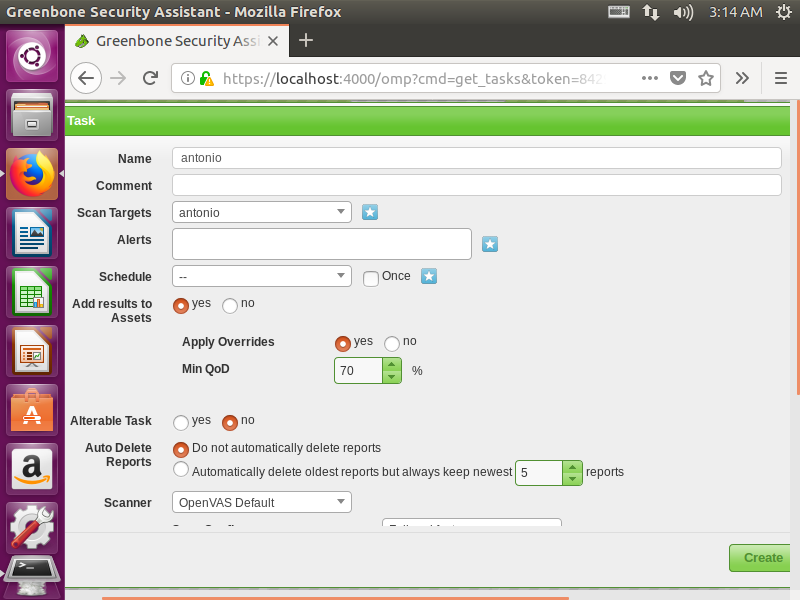 Greenbone Security Assistant - Mozilla Firefox
3:14 AM
Greenbone Security Assi
https://localhost:4000/omp?cmd=get_tasks&token=842
Task
Name antonio
Comment
Scan Targets antonio
Alerts
Schedule -- Once
Add results to Assets yes no
Apply Overrides yes no
Min QoD 70 %
Alterable Task yes no
Auto Delete Reports Do not automatically delete reports
Automatically delete oldest reports but always keep newest 5 reports
Scanner OpenVAS Default
Create